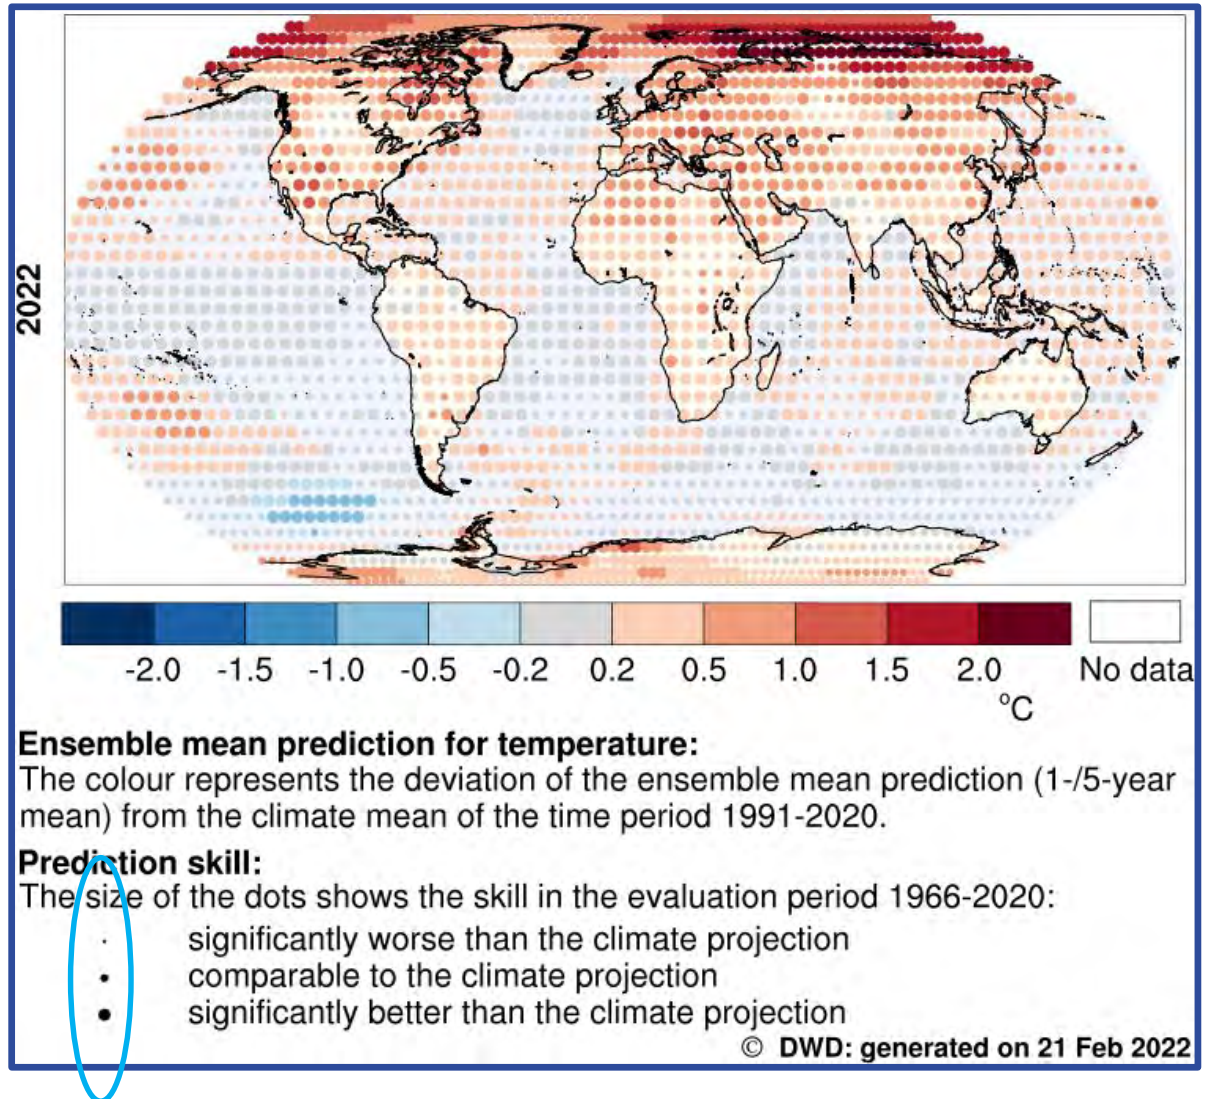 2022
-2.0 -1.5 -1.0 -0.5 -0.2 0.2 0.5 1.0 1.5 2.0 No data
°C
Ensemble mean prediction for temperature:
The colour represents the deviation of the ensemble mean prediction (1-/5-year
mean) from the climate mean of the time period 1991-2020.
Prediction skill:
The size of the dots shows the skill in the evaluation period 1966-2020:
significantly worse than the climate projection
comparable to the climate projection
significantly better than the climate projection
© DWD: generated on 21 Feb 2022